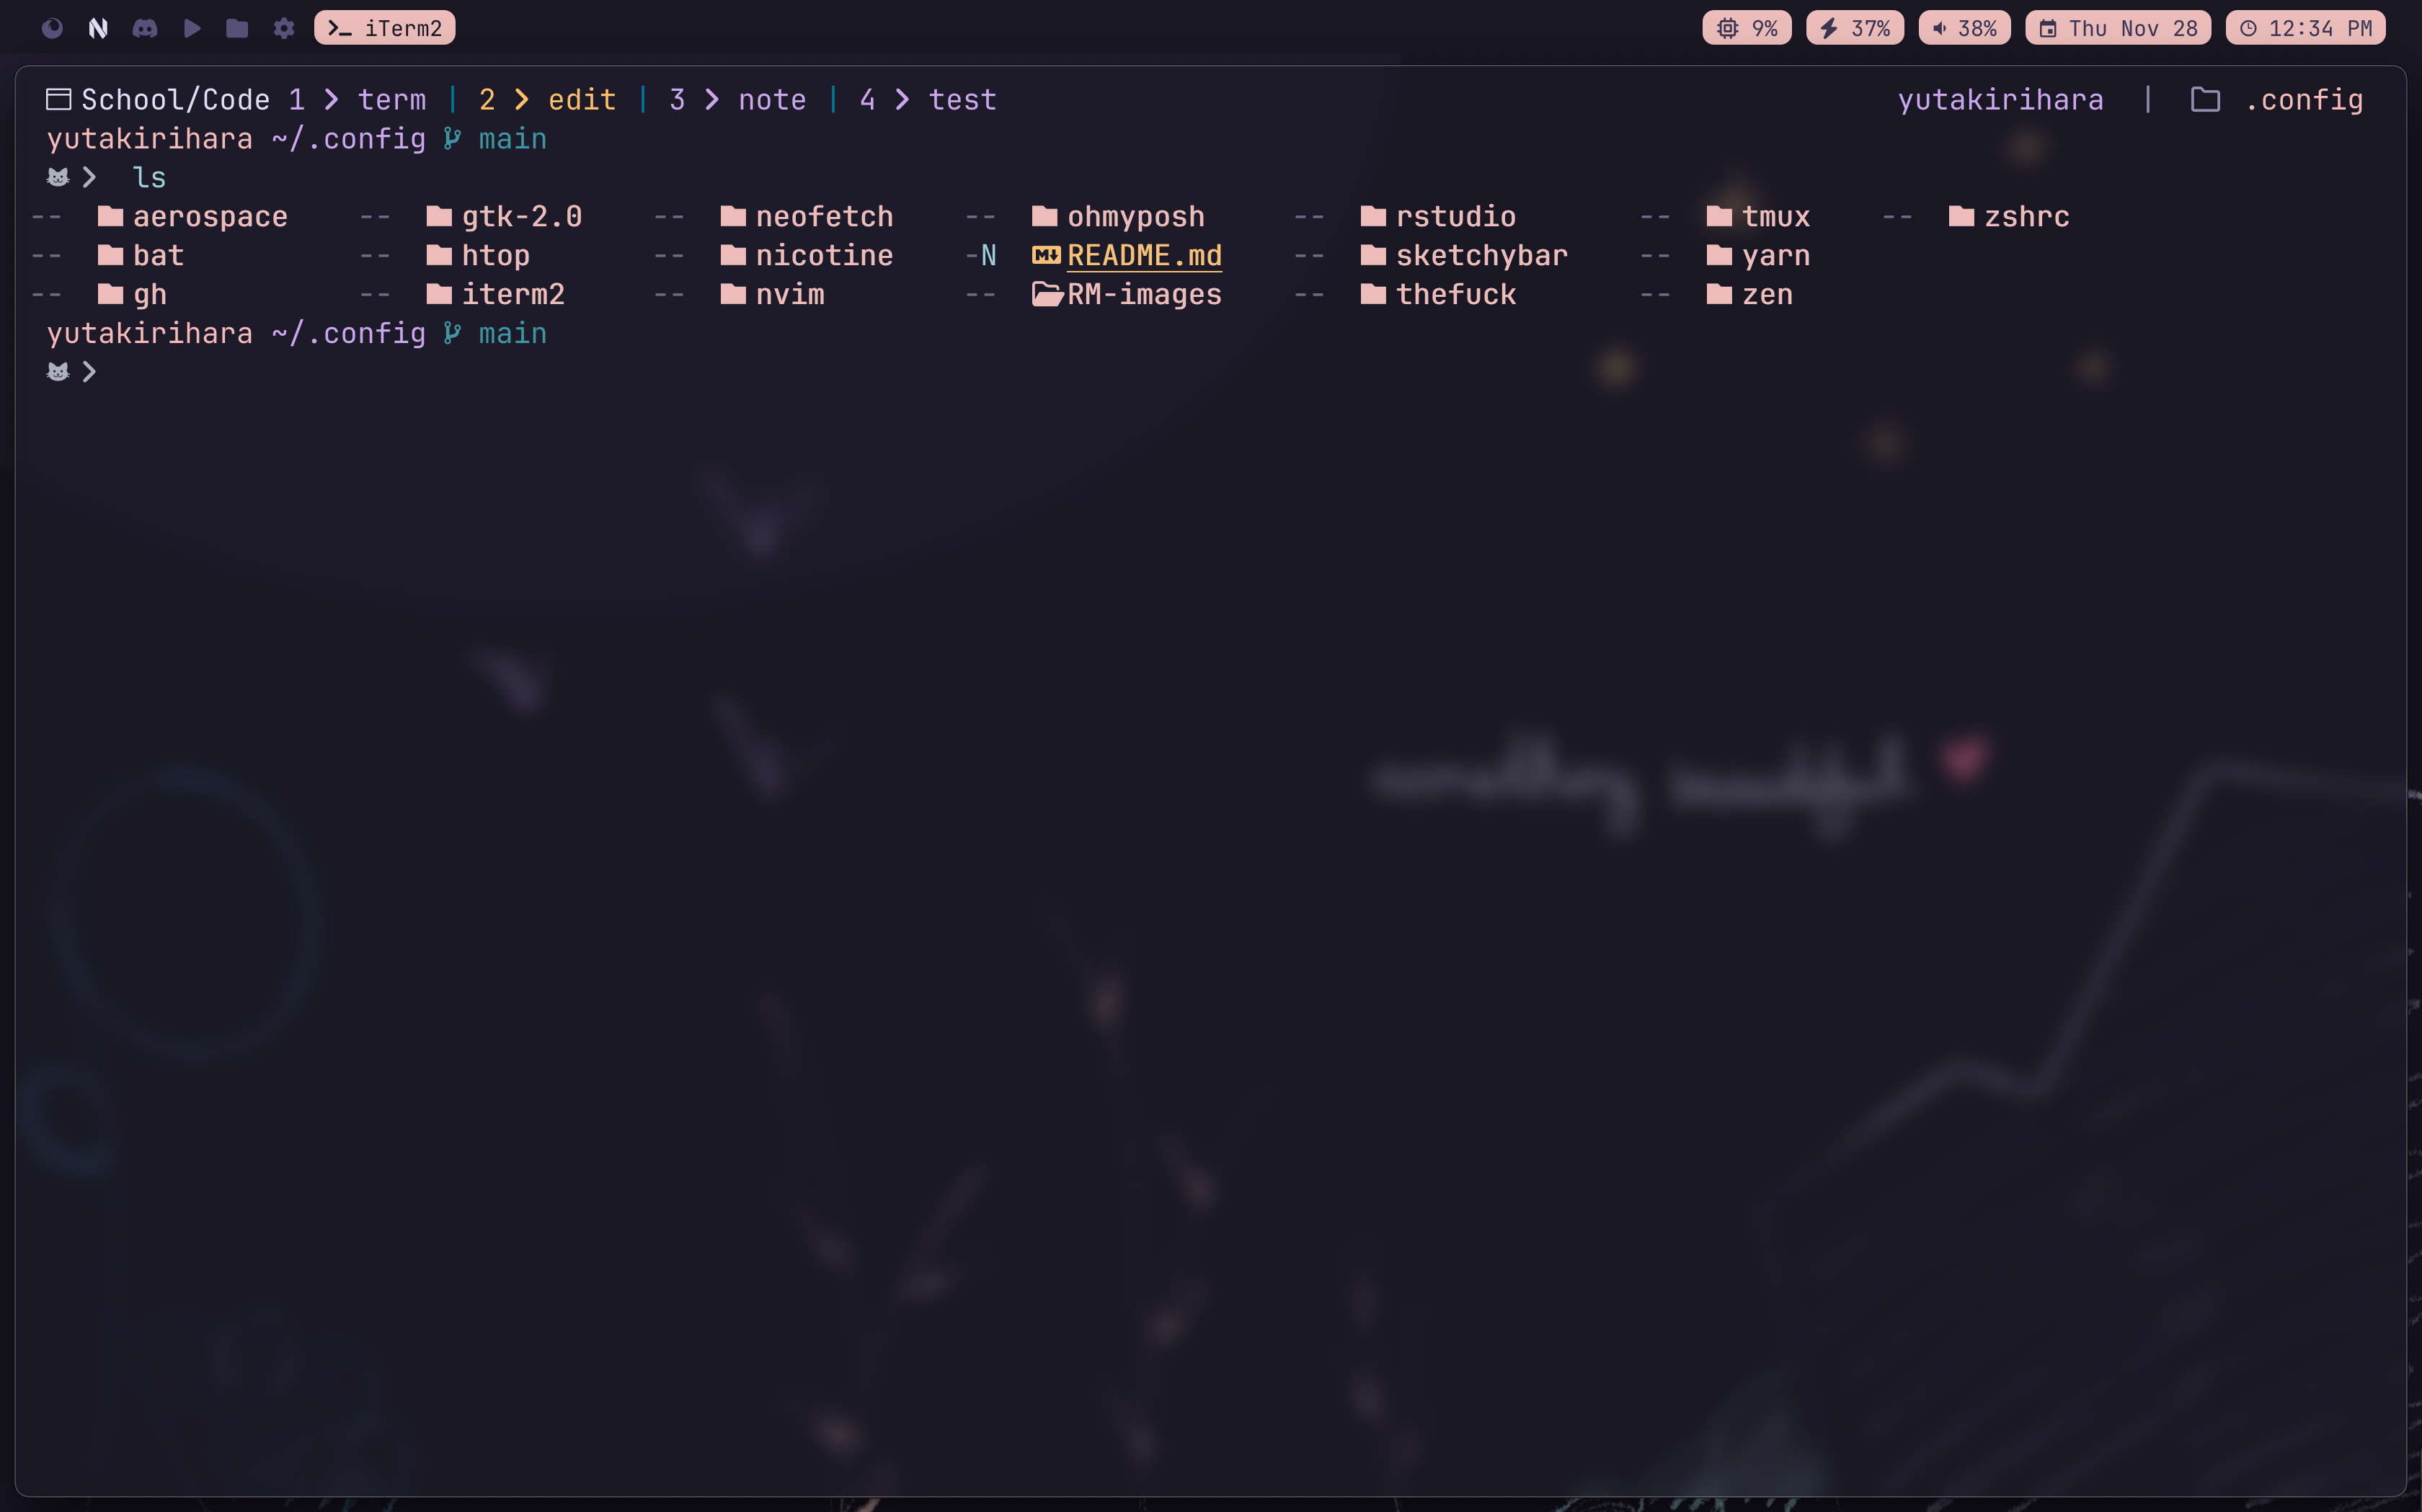 iTerm2 9% 37% 38% Thu Nov 28 12:34 PM
School/Code 1 > term | 2 > edit | 3 > note | 4 > test yutakirihara | .config
yutakirihara ~/.config main
> ls
-- aerospace -- gtk-2.0 -- neofetch -- ohmyposh -- rstudio -- tmux -- zshrc
-- bat -- htop -- nicotine -N README.md -- sketchybar -- yarn
-- gh -- iterm2 -- nvim -- RM-images -- thefuck -- zen
yutakirihara ~/.config main
>